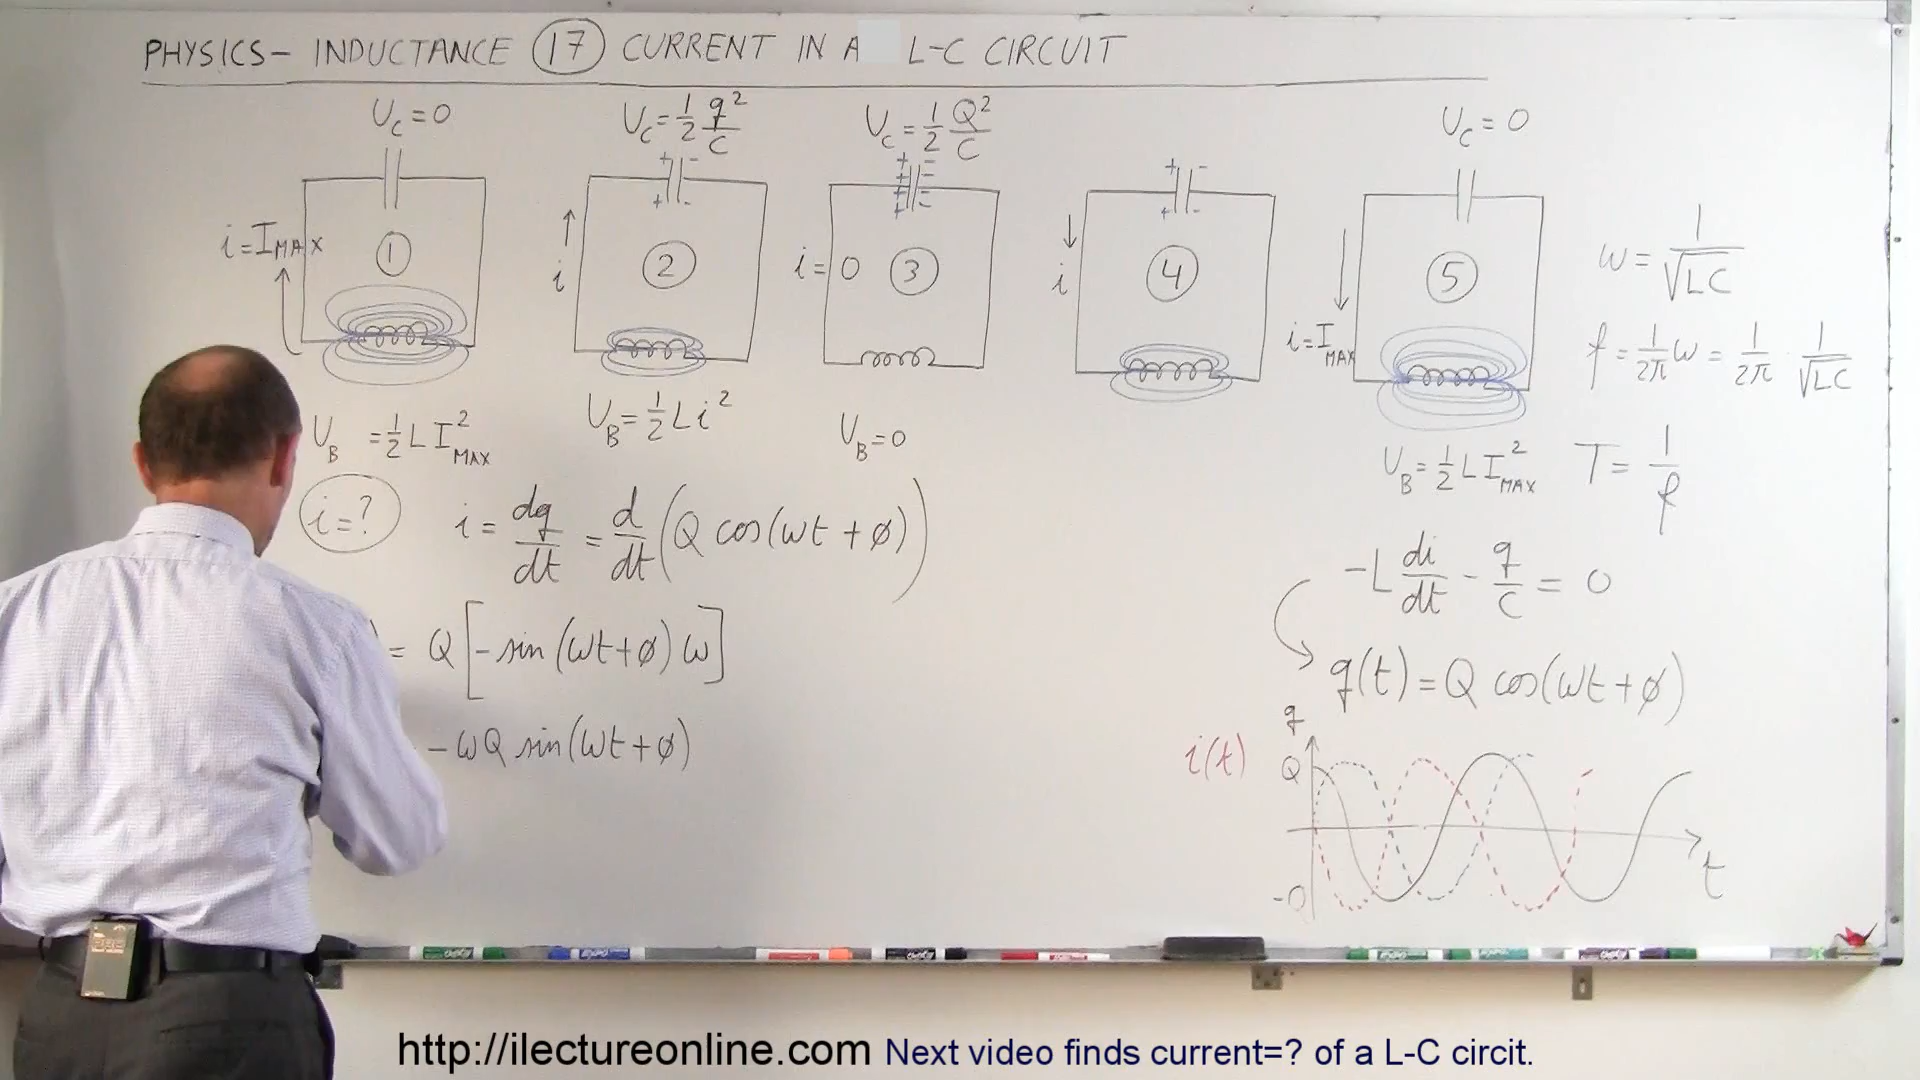 PHYSICS- INDUCTANCE 17 CURRENT IN A L-C CIRCUIT
U_C = 0
U_C = 1/2 q²/C
U_C = 1/2 Q²/C
U_C = 0
+ -
+ -
+ -
+ -
+ -
+ -
+ -
+ -
i = I_MAX
1
i
2
i = 0
3
i
4
i = I_MAX
5
ω = 1/√LC
f = 1/2π ω = 1/2π · 1/√LC
U_B = 1/2 L I²_MAX
U_B = 1/2 L i²
U_B = 0
U_B = 1/2 L I²_MAX
T = 1/f
i = ?
i = dq/dt = d/dt (Q cos(ωt + ø))
-L di/dt - q/C = 0
= Q [-sin(ωt+ø) ω]
q(t) = Q cos(ωt + ø)
-ωQ sin(ωt + ø)
i(t)
q
Q
-Q
t
http://ilectureonline.com Next video finds current=? of a L-C circit.